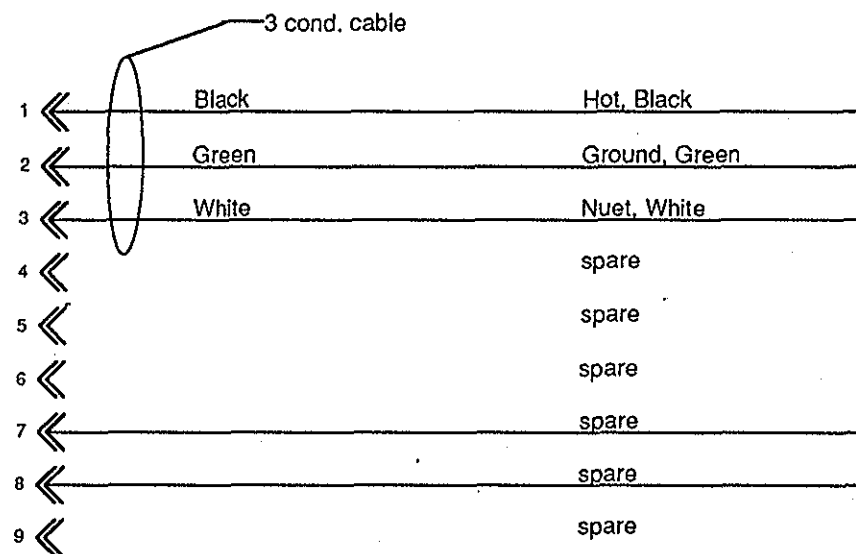 3 cond. cable
1 Black Hot, Black
2 Green Ground, Green
3 White Nuet, White
4 spare
5 spare
6 spare
7 spare
8 spare
9 spare